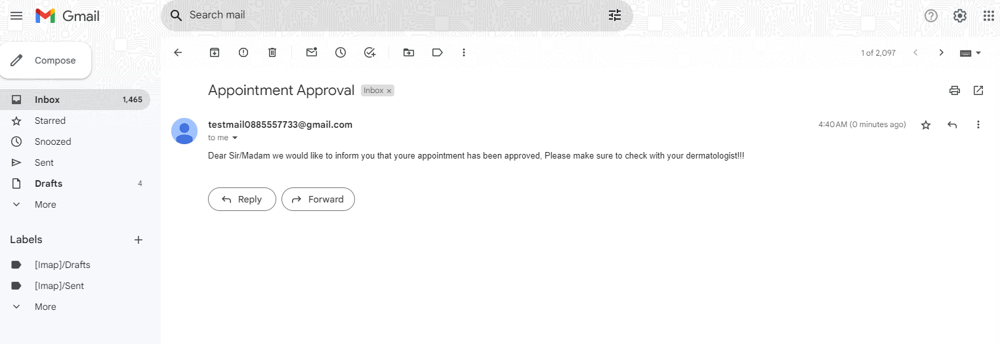 Gmail
Search mail
Compose
1 of 2,097
Appointment Approval Inbox ×
Inbox 1,465
Starred
Snoozed
Sent
Drafts 4
More
testmail0885557733@gmail.com 4:40 AM (0 minutes ago)
to me
Dear Sir/Madam we would like to inform you that youre appointment has been approved, Please make sure to check with your dermatologist!!!
Reply Forward
Labels
[Imap]/Drafts
[Imap]/Sent
More